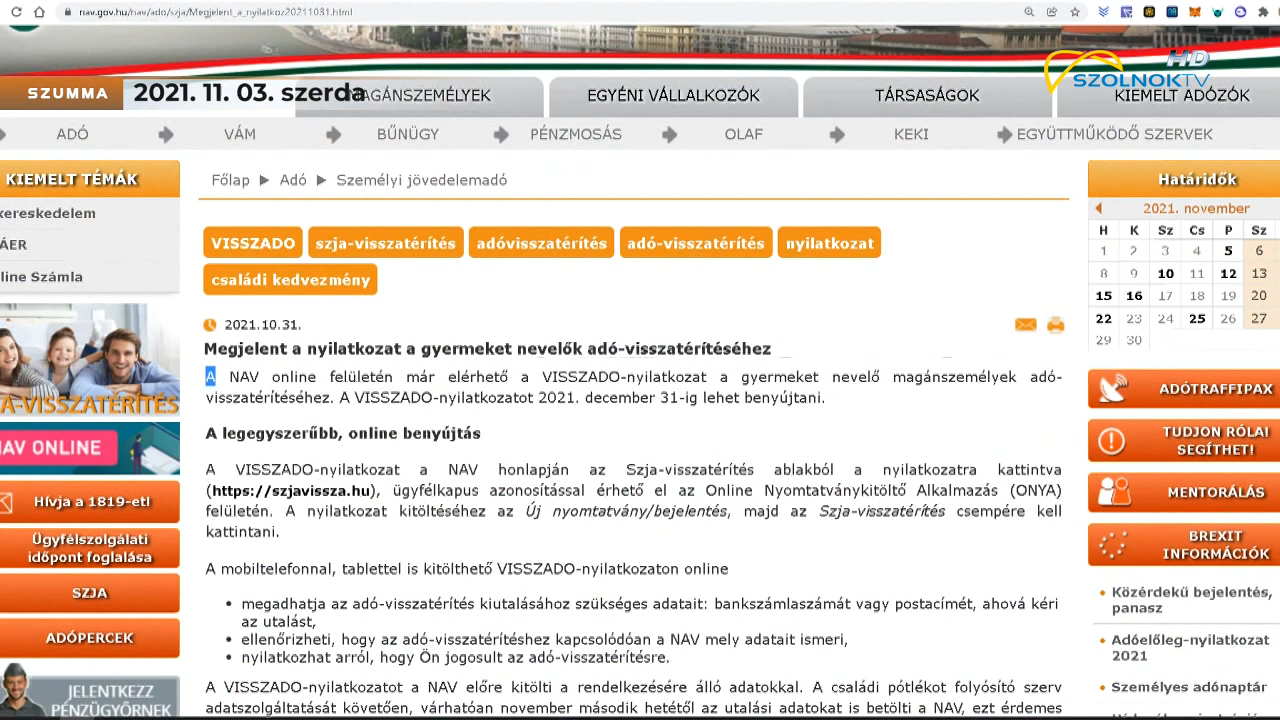 nav.gov.hu/nav/ado/szja/Megjelent_a_nyilatkoz20211031.html
HD
SZOLNOKTV
SZUMMA
2021. 11. 03. szerda
MAGÁNSZEMÉLYEK
EGYÉNI VÁLLALKOZÓK
TÁRSASÁGOK
KIEMELT ADÓZÓK
ADÓ
VÁM
BŰNÜGY
PÉNZMOSÁS
OLAF
KEKI
EGYÜTTMŰKÖDŐ SZERVEK
KIEMELT TÉMÁK
kereskedelem
ÁER
line Számla
A-VISSZATÉRÍTÉS
NAV ONLINE
Hívja a 1819-et!
Ügyfélszolgálati
időpont foglalása
SZJA
ADÓPERCEK
JELENTKEZZ
PÉNZÜGYŐRNEK
Főlap
Adó
Személyi jövedelemadó
VISSZADO
szja-visszatérítés
adóvisszatérítés
adó-visszatérítés
nyilatkozat
családi kedvezmény
2021.10.31.
Megjelent a nyilatkozat a gyermeket nevelők adó-visszatérítéséhez
A NAV online felületén már elérhető a VISSZADO-nyilatkozat a gyermeket nevelő magánszemélyek adó-
visszatérítéséhez. A VISSZADO-nyilatkozatot 2021. december 31-ig lehet benyújtani.
A legegyszerűbb, online benyújtás
A VISSZADO-nyilatkozat a NAV honlapján az Szja-visszatérítés ablakból a nyilatkozatra kattintva
(https://szjavissza.hu), ügyfélkapus azonosítással érhető el az Online Nyomtatványkitöltő Alkalmazás (ONYA)
felületén. A nyilatkozat kitöltéséhez az Új nyomtatvány/bejelentés, majd az Szja-visszatérítés csempére kell
kattintani.
A mobiltelefonnal, tablettel is kitölthető VISSZADO-nyilatkozaton online
• megadhatja az adó-visszatérítés kiutalásához szükséges adatait: bankszámlaszámát vagy postacímét, ahová kéri
az utalást,
• ellenőrizheti, hogy az adó-visszatérítéshez kapcsolódóan a NAV mely adatait ismeri,
• nyilatkozhat arról, hogy Ön jogosult az adó-visszatérítésre.
A VISSZADO-nyilatkozatot a NAV előre kitölti a rendelkezésére álló adatokkal. A családi pótlékot folyósító szerv
adatszolgáltatását követően, várhatóan november második hetétől az utalási adatokat is betölti a NAV, ezt érdemes
Határidők
2021. november
H K Sz Cs P Sz
1 2 3 4 5 6
8 9 10 11 12 13
15 16 17 18 19 20
22 23 24 25 26 27
29 30
ADÓTRAFFIPAX
TUDJON RÓLA!
SEGÍTHET!
MENTORÁLÁS
BREXIT
INFORMÁCIÓK
• Közérdekű bejelentés,
panasz
• Adóelőleg-nyilatkozat
2021
• Személyes adónaptár